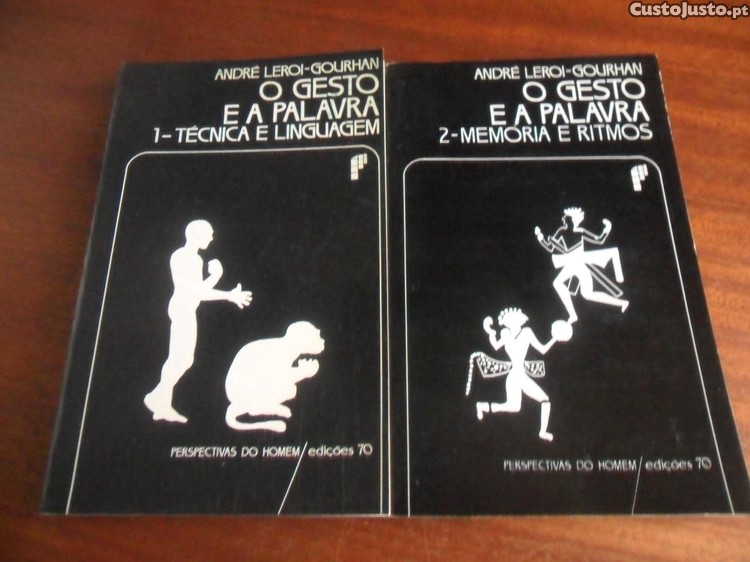 CustoJusto.pt
ANDRÉ LEROI-GOURHAN
O GESTO
E A PALAVRA
1-TÉCNICA E LINGUAGEM
PERSPECTIVAS DO HOMEM/edições 70
ANDRÉ LEROI-GOURHAN
O GESTO
E A PALAVRA
2-MEMÓRIA E RITMOS
PERSPECTIVAS DO HOMEM/edições 70